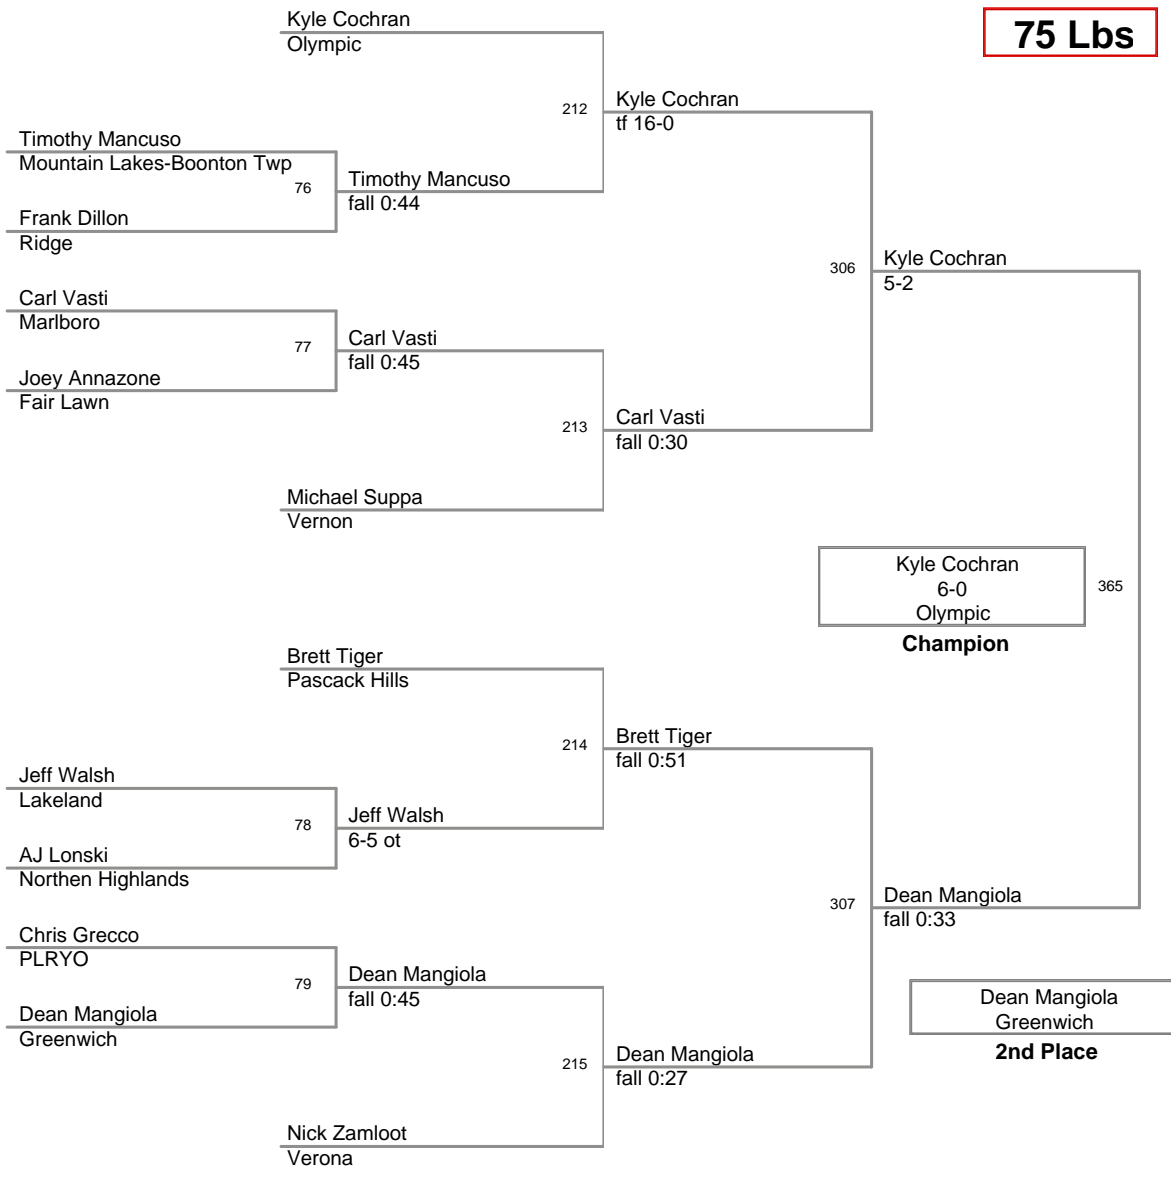 Kyle Cochran
Olympic
75 Lbs
212
Kyle Cochran
tf 16-0
Timothy Mancuso
Mountain Lakes-Boonton Twp
76
Timothy Mancuso
fall 0:44
Frank Dillon
Ridge
306
Kyle Cochran
5-2
Carl Vasti
Marlboro
77
Carl Vasti
fall 0:45
Joey Annazone
Fair Lawn
213
Carl Vasti
fall 0:30
Michael Suppa
Vernon
Kyle Cochran
6-0
Olympic
365
Champion
Brett Tiger
Pascack Hills
214
Brett Tiger
fall 0:51
Jeff Walsh
Lakeland
78
Jeff Walsh
6-5 ot
AJ Lonski
Northen Highlands
307
Dean Mangiola
fall 0:33
Chris Grecco
PLRYO
79
Dean Mangiola
fall 0:45
Dean Mangiola
Greenwich
Dean Mangiola
Greenwich
2nd Place
215
Dean Mangiola
fall 0:27
Nick Zamloot
Verona